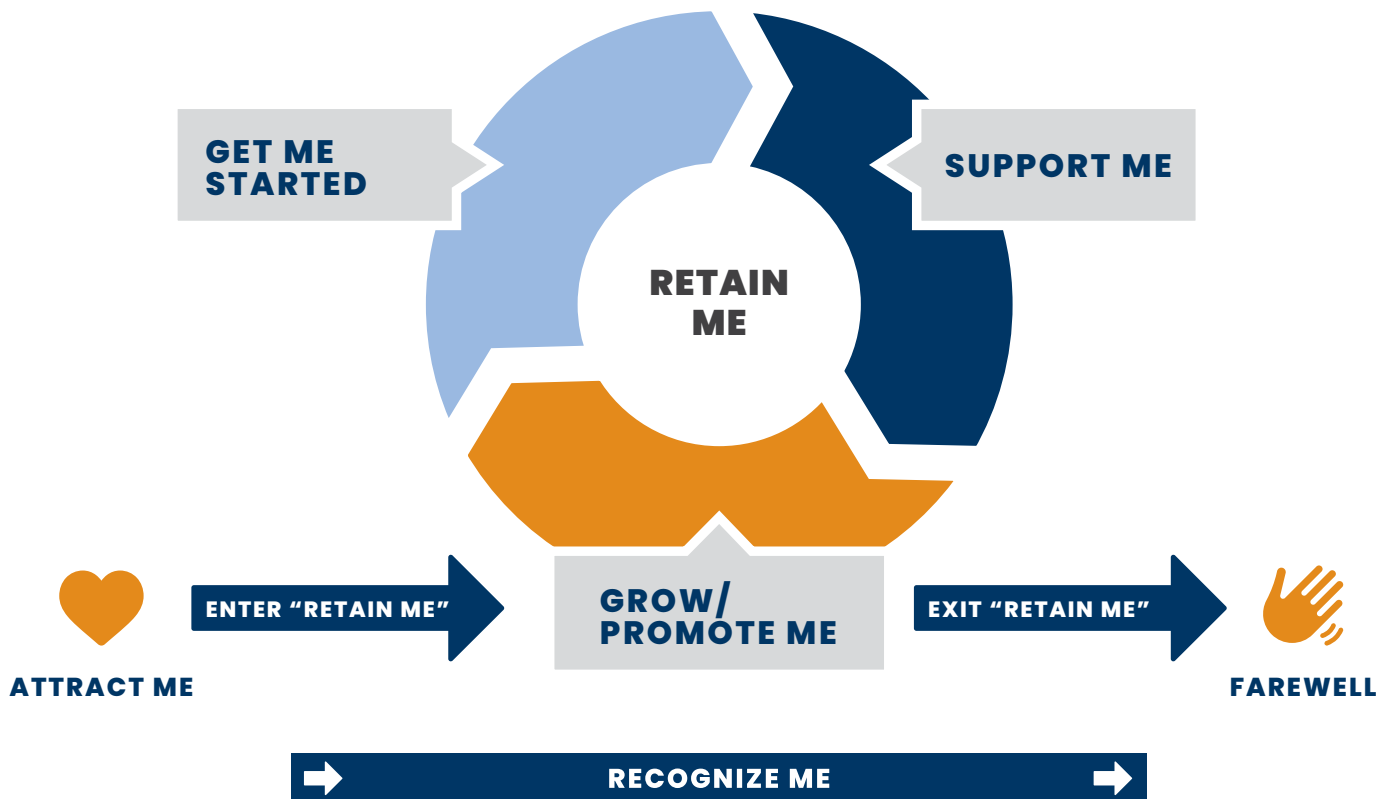 GET ME
STARTED
SUPPORT ME
RETAIN
ME
GROW/
PROMOTE ME
ENTER “RETAIN ME”
EXIT “RETAIN ME”
ATTRACT ME
FAREWELL
RECOGNIZE ME